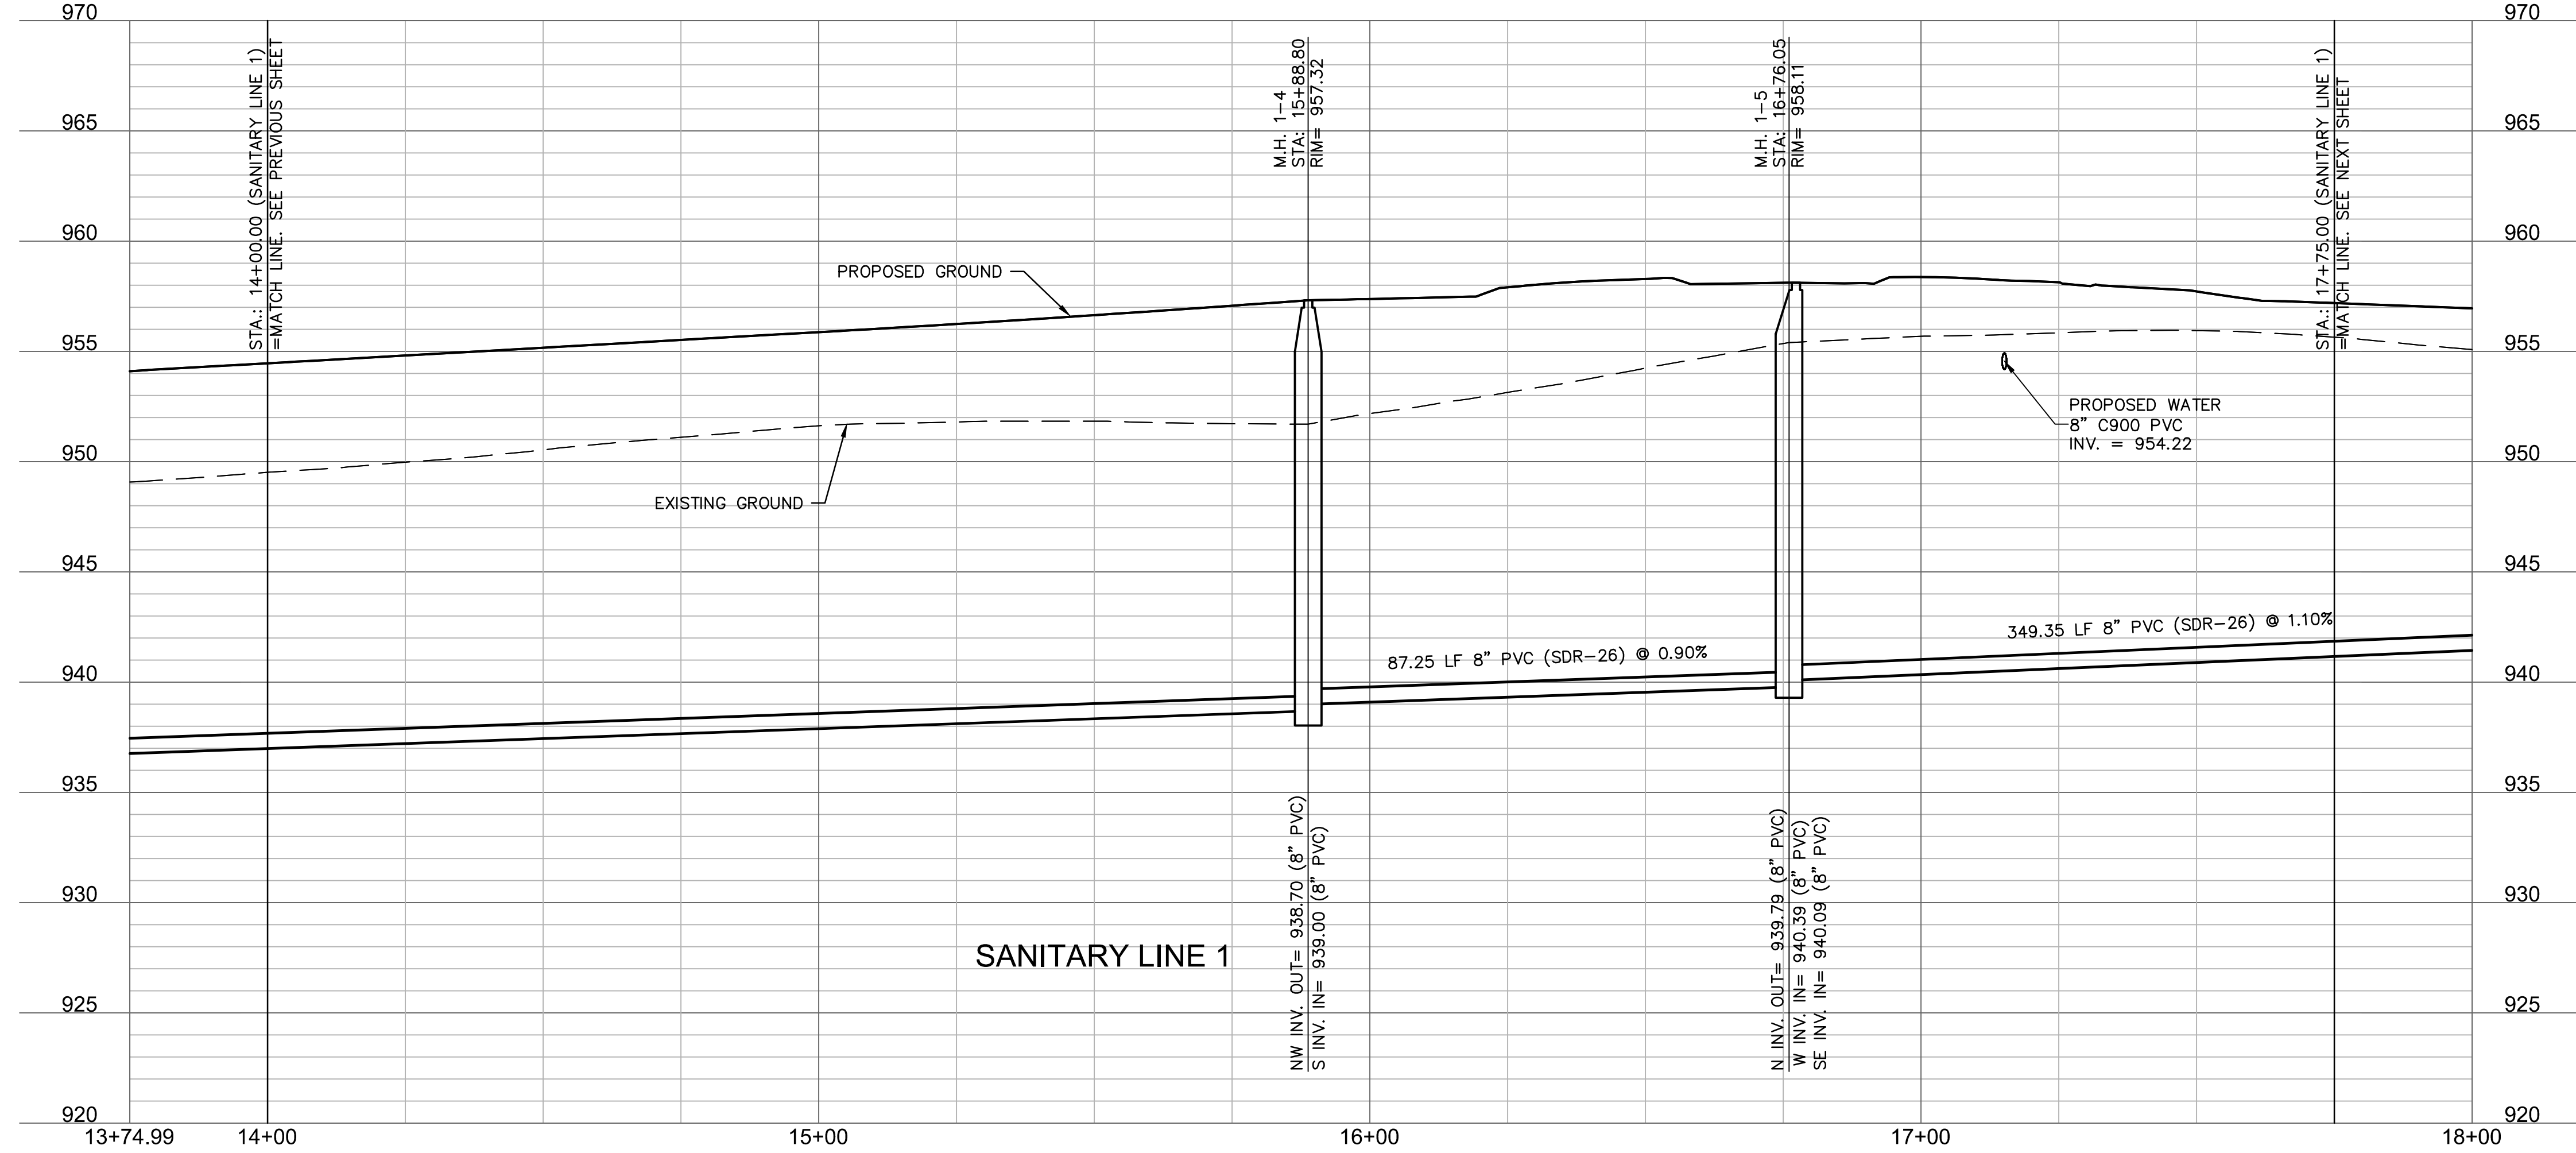 970
970
STA.: 14+00.00 (SANITARY LINE 1)
=MATCH LINE. SEE PREVIOUS SHEET
M.H. 1-4
STA: 15+88.80
RIM= 957.32
M.H. 1-5
STA: 16+76.05
RIM= 958.11
STA.: 17+75.00 (SANITARY LINE 1)
=MATCH LINE. SEE NEXT SHEET
965
965
960
960
PROPOSED GROUND
955
955
PROPOSED WATER
8" C900 PVC
INV. = 954.22
950
950
EXISTING GROUND
945
945
349.35 LF 8" PVC (SDR-26) @ 1.10%
87.25 LF 8" PVC (SDR-26) @ 0.90%
940
940
935
935
NW INV. OUT= 938.70 (8" PVC)
S INV. IN= 939.00 (8" PVC)
N INV. OUT= 939.79 (8" PVC)
W INV. IN= 940.39 (8" PVC)
SE INV. IN= 940.09 (8" PVC)
930
930
SANITARY LINE 1
925
925
920
920
13+74.99
14+00
15+00
16+00
17+00
18+00